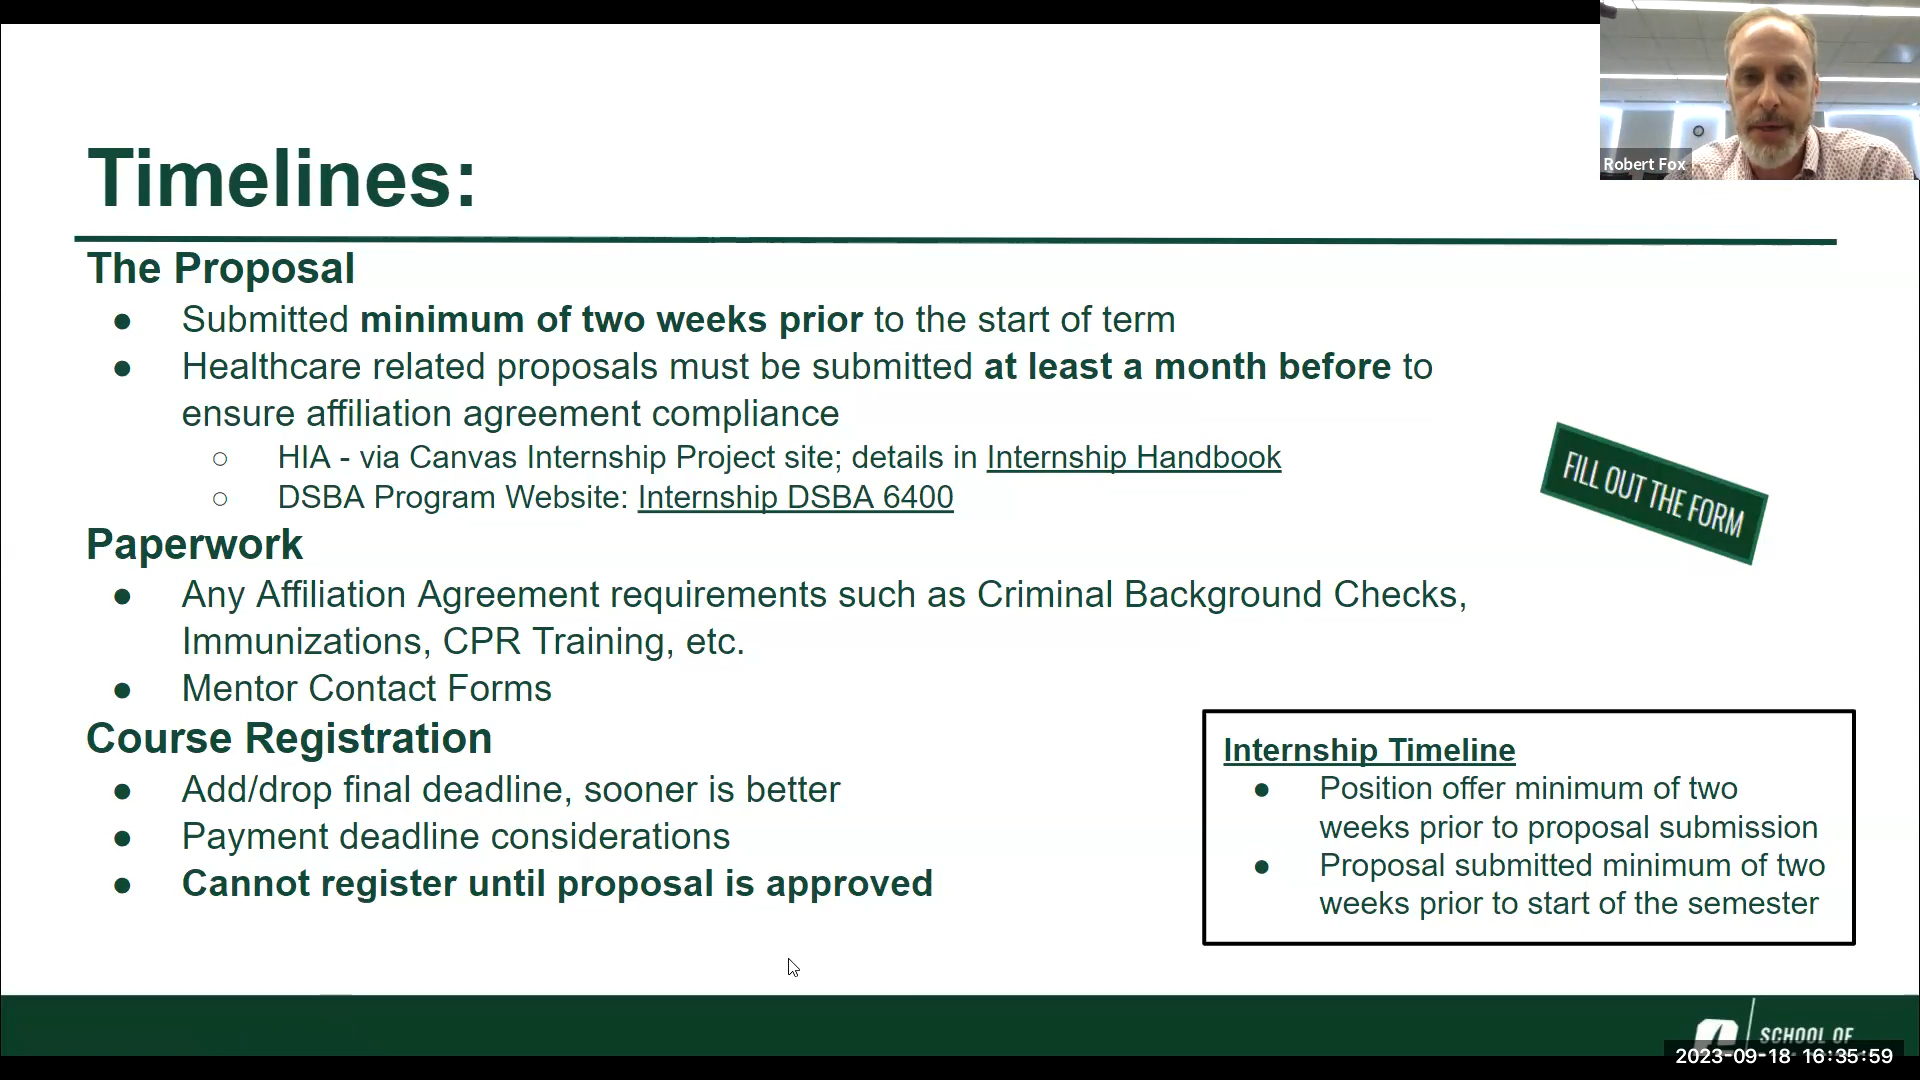 Robert Fox
Timelines:
The Proposal
● Submitted minimum of two weeks prior to the start of term
● Healthcare related proposals must be submitted at least a month before to
ensure affiliation agreement compliance
○ HIA - via Canvas Internship Project site; details in Internship Handbook
○ DSBA Program Website: Internship DSBA 6400
FILL OUT THE FORM
Paperwork
● Any Affiliation Agreement requirements such as Criminal Background Checks,
Immunizations, CPR Training, etc.
● Mentor Contact Forms
Course Registration
● Add/drop final deadline, sooner is better
● Payment deadline considerations
● Cannot register until proposal is approved
Internship Timeline
● Position offer minimum of two
weeks prior to proposal submission
● Proposal submitted minimum of two
weeks prior to start of the semester
SCHOOL OF
2023-09-18 16:35:59